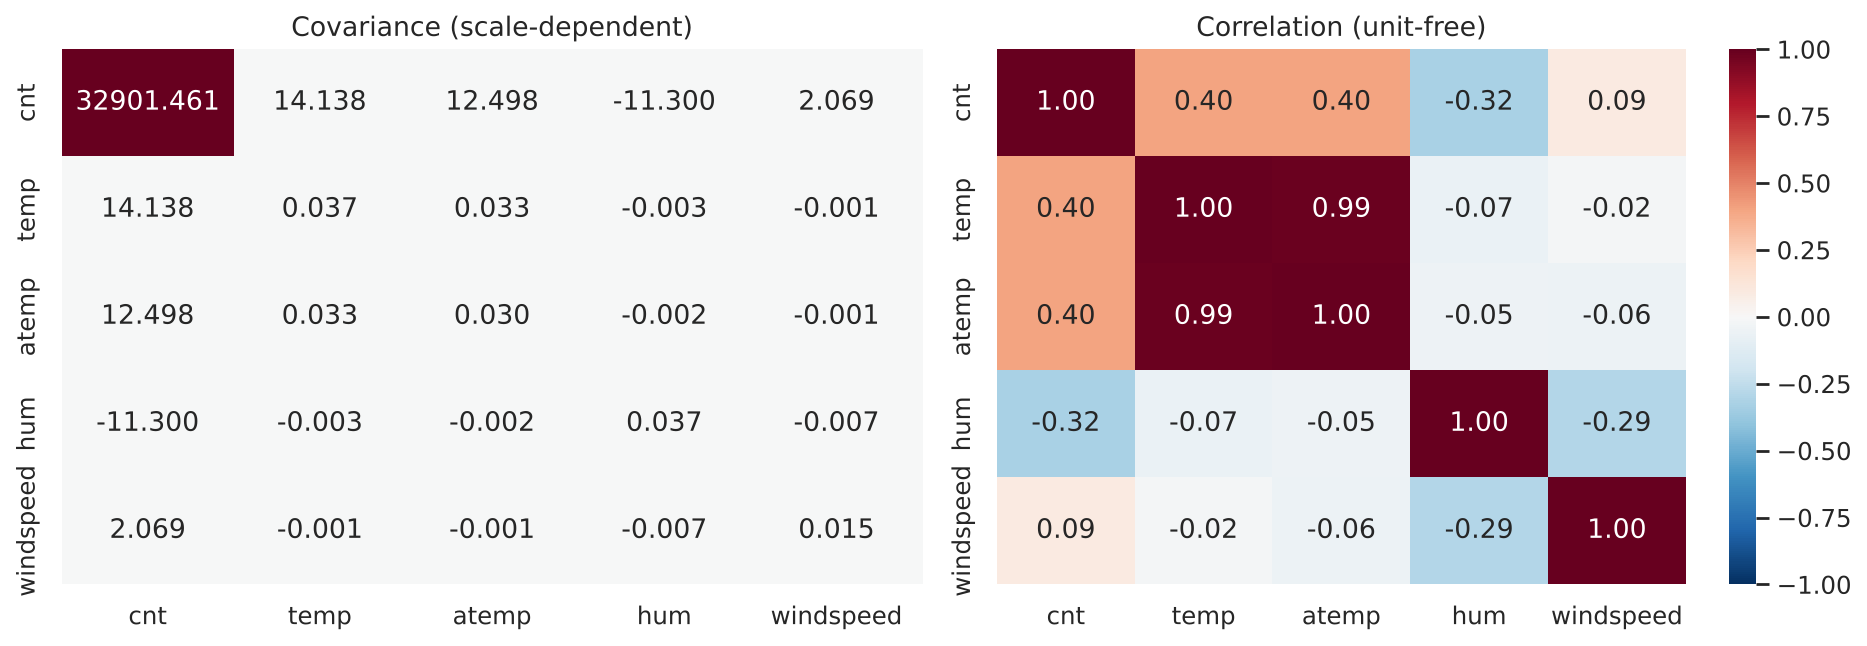 Covariance (scale-dependent)
cnt 32901.461 14.138 12.498 -11.300 2.069
temp 14.138 0.037 0.033 -0.003 -0.001
atemp 12.498 0.033 0.030 -0.002 -0.001
hum -11.300 -0.003 -0.002 0.037 -0.007
windspeed 2.069 -0.001 -0.001 -0.007 0.015
cnt temp atemp hum windspeed
Correlation (unit-free)
cnt 1.00 0.40 0.40 -0.32 0.09
temp 0.40 1.00 0.99 -0.07 -0.02
atemp 0.40 0.99 1.00 -0.05 -0.06
hum -0.32 -0.07 -0.05 1.00 -0.29
windspeed 0.09 -0.02 -0.06 -0.29 1.00
cnt temp atemp hum windspeed
1.00
0.75
0.50
0.25
0.00
−0.25
−0.50
−0.75
−1.00